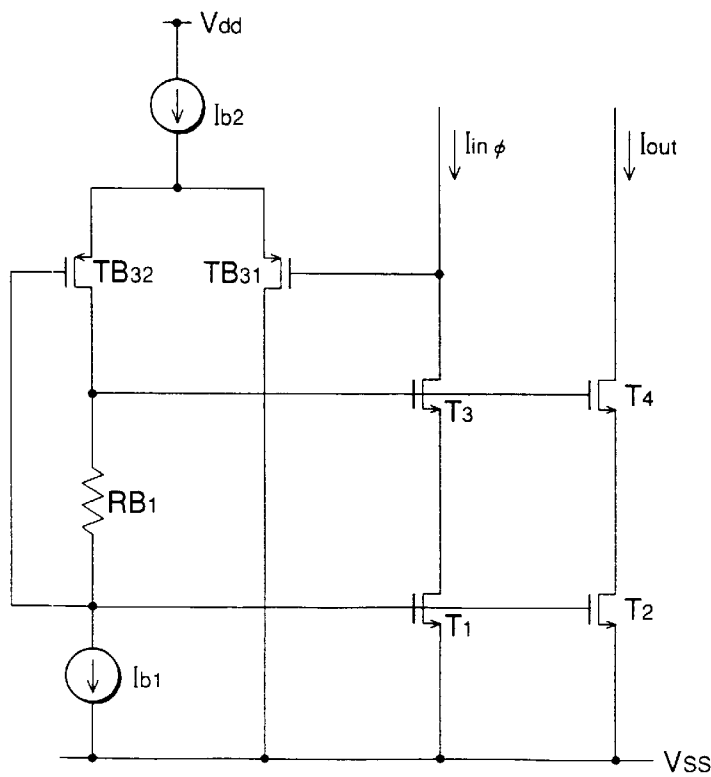 Vdd
Ib2
Iin ϕ
Iout
TB32
TB31
T3
T4
RB1
T1
T2
Ib1
VSS